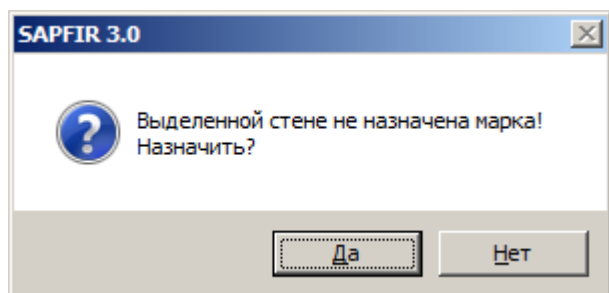 SAPFIR 3.0
Выделенной стене не назначена марка!
Назначить?
Да
Нет